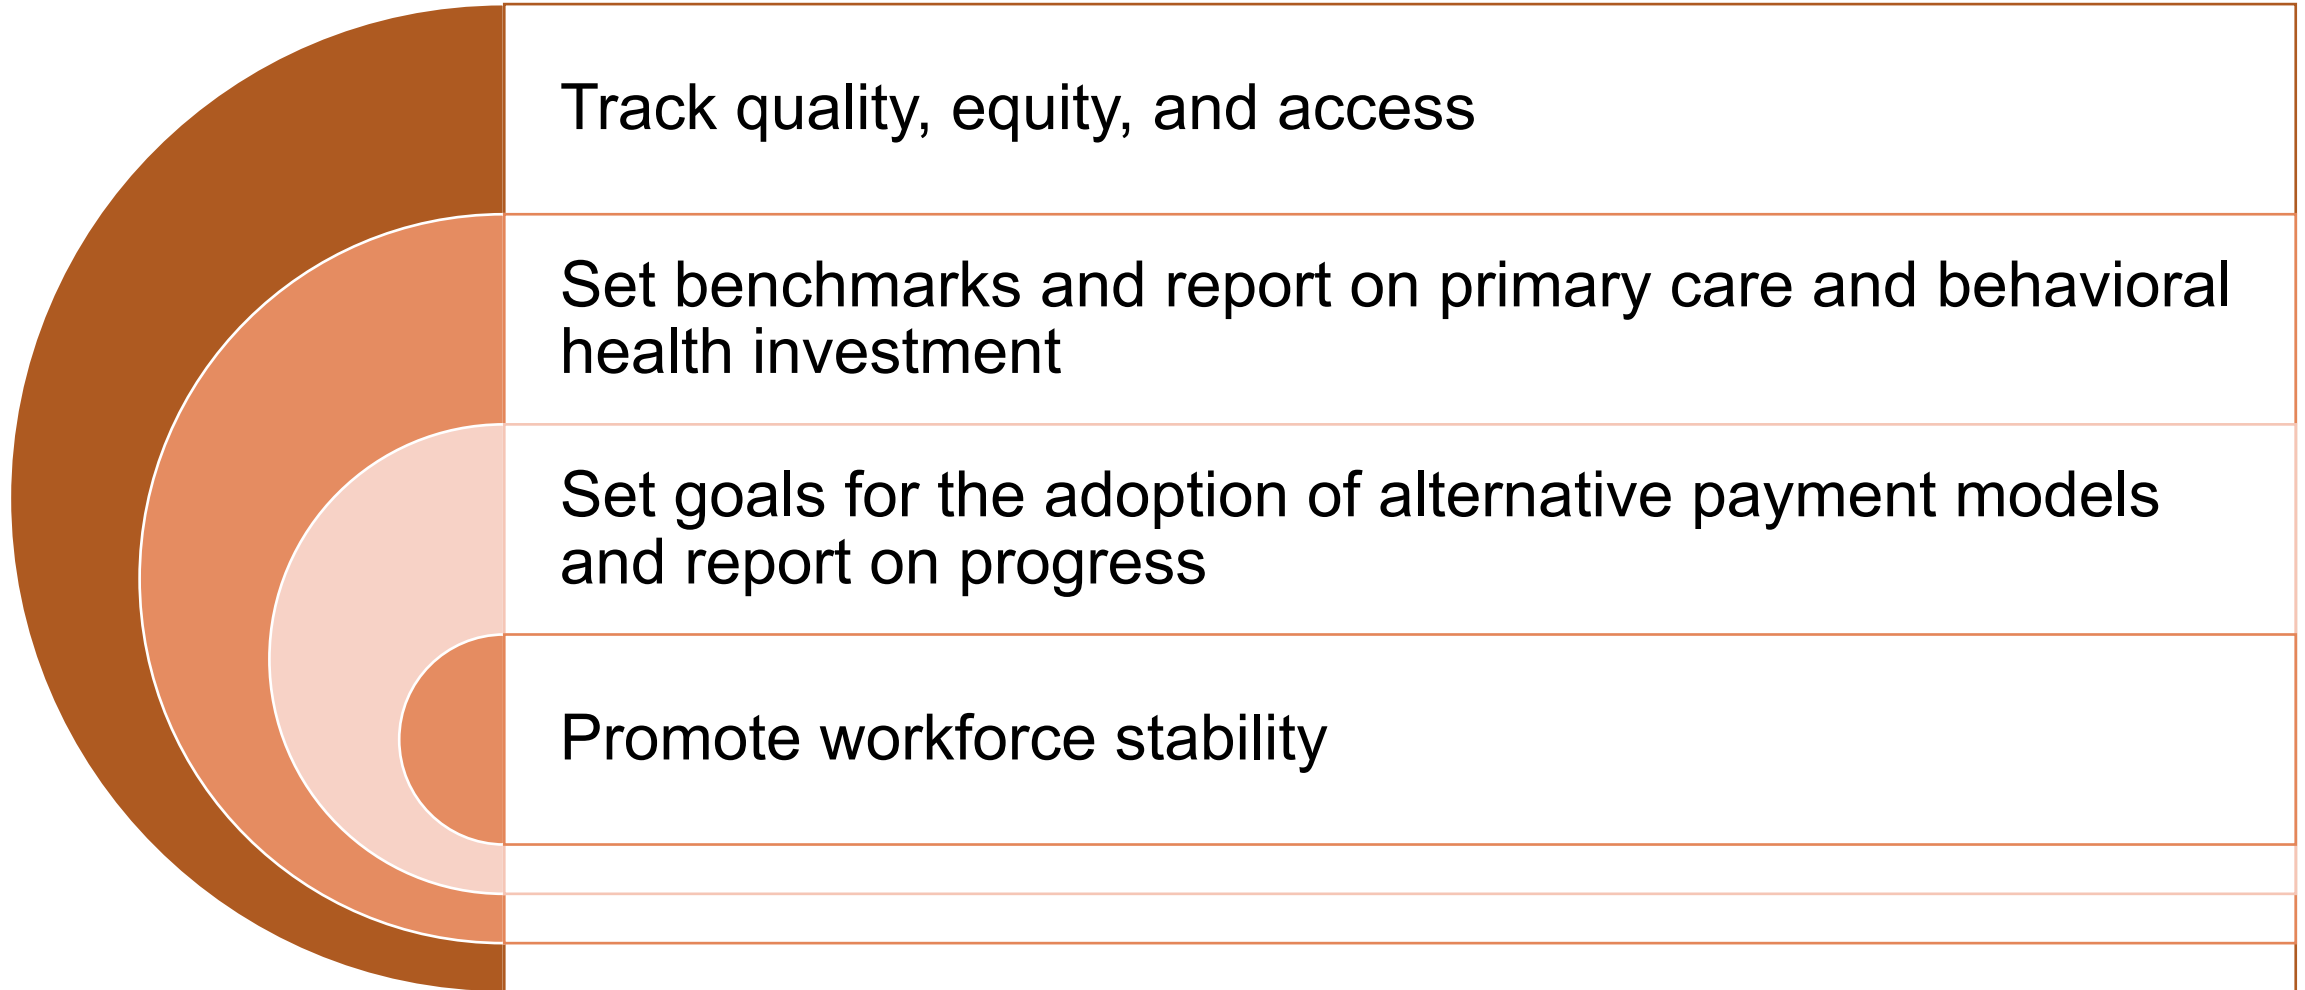 Track quality, equity, and access
Set benchmarks and report on primary care and behavioral
health investment
Set goals for the adoption of alternative payment models
and report on progress
Promote workforce stability